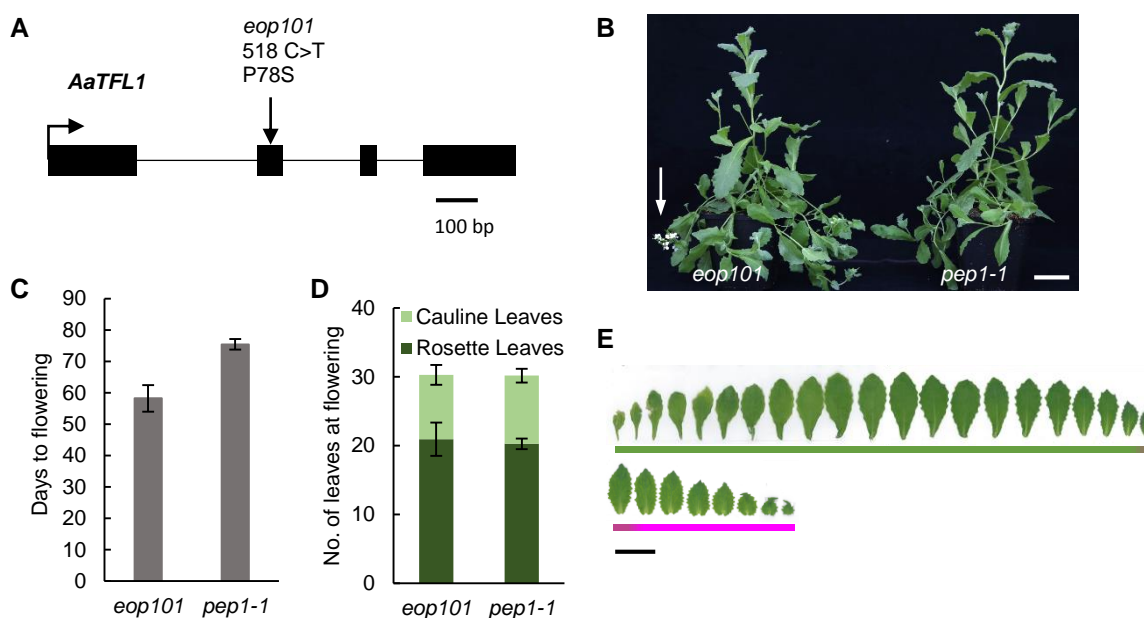 A
eop101
518 C>T
P78S
AaTFL1
100 bp
B
eop101
pep1-1
C
90
80
70
60
50
40
30
20
10
0
Days to flowering
eop101
pep1-1
D
40
30
20
10
0
No. of leaves at flowering
Cauline Leaves
Rosette Leaves
eop101
pep1-1
E